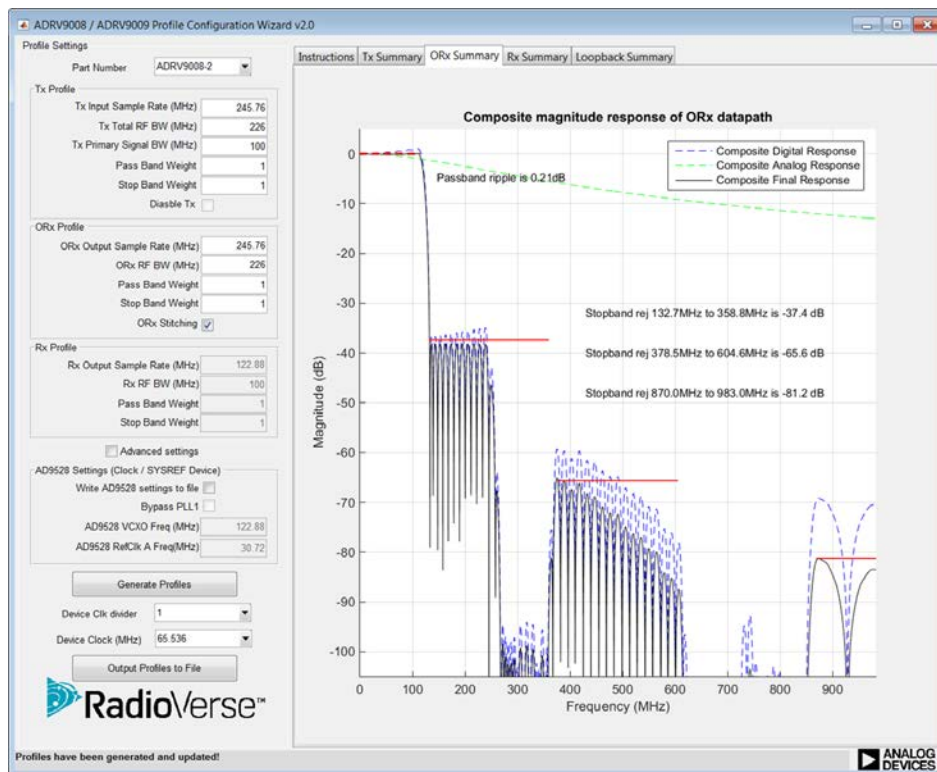 ADRV9008 / ADRV9009 Profile Configuration Wizard v2.0
Profile Settings
Part Number ADRV9008-2
Tx Profile
Tx Input Sample Rate (MHz) 245.76
Tx Total RF BW (MHz) 226
Tx Primary Signal BW (MHz) 100
Pass Band Weight 1
Stop Band Weight 1
Diasble Tx
ORx Profile
ORx Output Sample Rate (MHz) 245.76
ORx RF BW (MHz) 226
Pass Band Weight 1
Stop Band Weight 1
ORx Stitching
Rx Profile
Rx Output Sample Rate (MHz) 122.88
Rx RF BW (MHz) 100
Pass Band Weight 1
Stop Band Weight 1
Advanced settings
AD9528 Settings (Clock / SYSREF Device)
Write AD9528 settings to file
Bypass PLL1
AD9528 VCXO Freq (MHz) 122.88
AD9528 RefClk A Freq(MHz) 30.72
Generate Profiles
Device Clk divider 1
Device Clock (MHz) 65.536
Output Profiles to File
RadioVerse™
Profiles have been generated and updated!
Instructions Tx Summary ORx Summary Rx Summary Loopback Summary
Composite magnitude response of ORx datapath
Composite Digital Response
Composite Analog Response
Composite Final Response
Passband ripple is 0.21dB
Stopband rej 132.7MHz to 358.8MHz is -37.4 dB
Stopband rej 378.5MHz to 604.6MHz is -65.6 dB
Stopband rej 870.0MHz to 983.0MHz is -81.2 dB
Magnitude (dB)
0
-10
-20
-30
-40
-50
-60
-70
-80
-90
-100
0 100 200 300 400 500 600 700 800 900
Frequency (MHz)
ANALOG
DEVICES